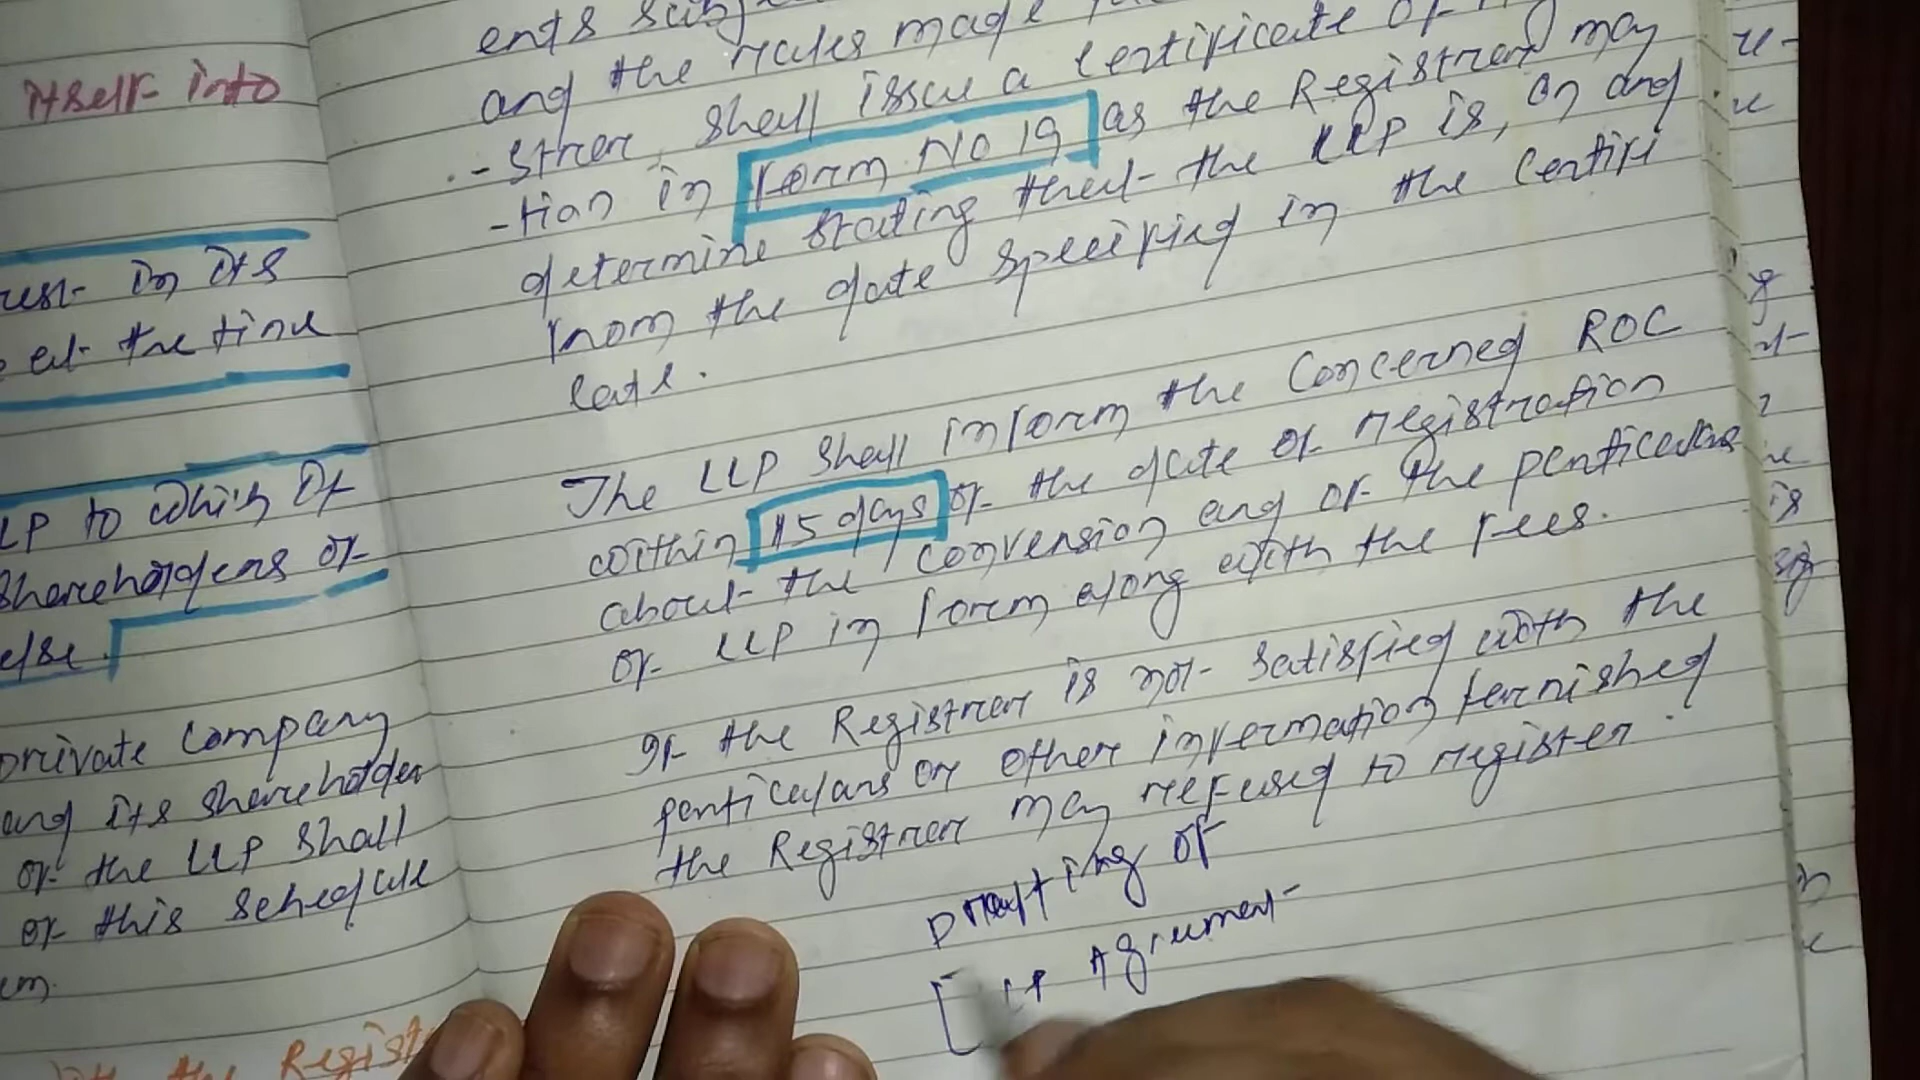 itself into
in its
at the time
LP to which it
shareholders or
else.
private company
and its shareholder
of the LLP shall
of this schedule
and the rules made
-strar, shall issue a certificate of
-tion in Form No 19 as the Registrar may
determine stating that the LLP is, on and
from the date specified in the certifi
cate.
The LLP shall inform the concerned ROC
within 15 days of the date of registration
about the conversion and of the particulars
of LLP in form along with the fees.
If the Registrar is not satisfied with the
particulars or other information furnished
the Registrar may refused to register.
Drafting of
Agreement
the Regist